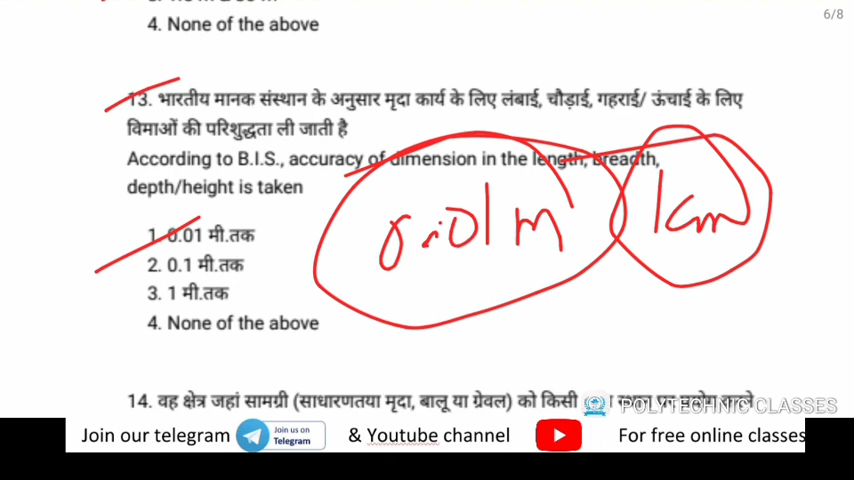 6/8
4. None of the above
13. भारतीय मानक संस्थान के अनुसार मृदा कार्य के लिए लंबाई, चौड़ाई, गहराई/ ऊंचाई के लिए
विमाओं की परिशुद्धता ली जाती है
According to B.I.S., accuracy of dimension in the length, breadth,
depth/height is taken
1. 0.01 मी.तक
2. 0.1 मी.तक
3. 1 मी.तक
4. None of the above
0.01 m
1cm
14. वह क्षेत्र जहां सामग्री (साधारणतया मृदा, बालू या ग्रेवल) को किसी
POLYTECHNIC CLASSES
Join our telegram Telegram Join us on Telegram & Youtube channel For free online classes